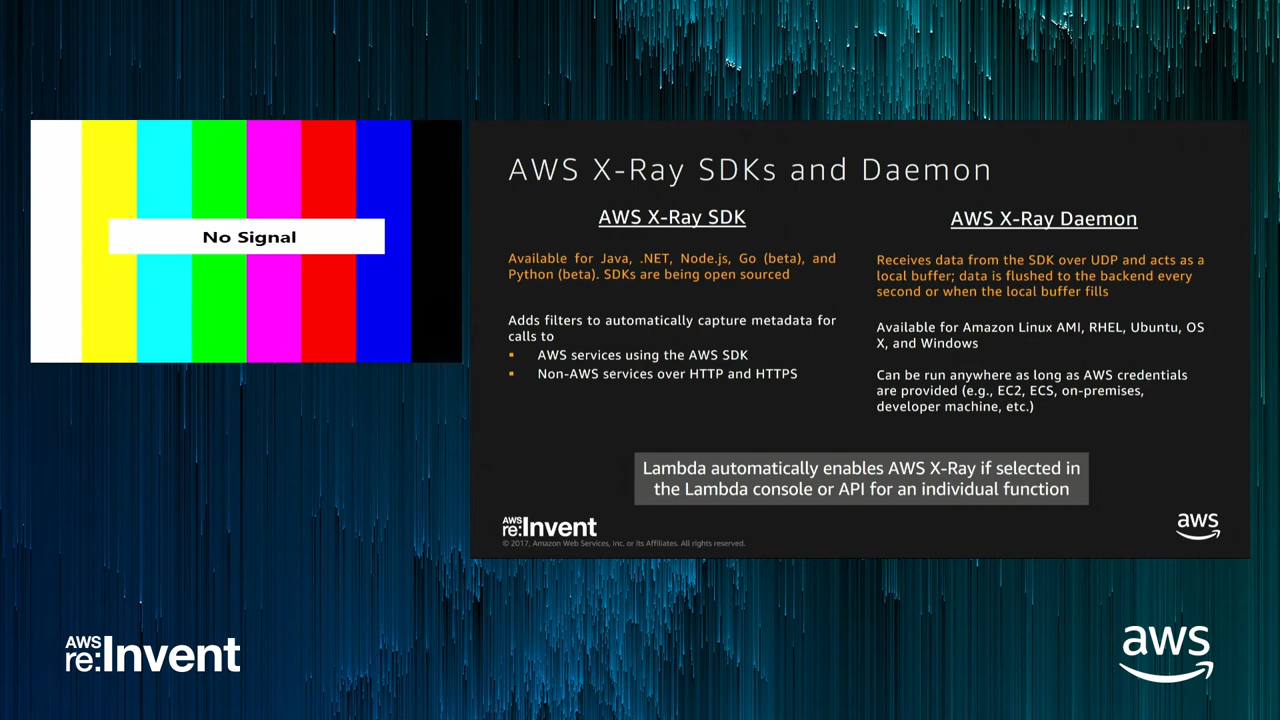 No Signal
AWS X-Ray SDKs and Daemon
AWS X-Ray SDK
Available for Java, .NET, Node.js, Go (beta), and
Python (beta). SDKs are being open sourced
Adds filters to automatically capture metadata for
calls to
▪ AWS services using the AWS SDK
▪ Non-AWS services over HTTP and HTTPS
AWS X-Ray Daemon
Receives data from the SDK over UDP and acts as a
local buffer; data is flushed to the backend every
second or when the local buffer fills
Available for Amazon Linux AMI, RHEL, Ubuntu, OS
X, and Windows
Can be run anywhere as long as AWS credentials
are provided (e.g., EC2, ECS, on-premises,
developer machine, etc.)
Lambda automatically enables AWS X-Ray if selected in
the Lambda console or API for an individual function
AWS
re:Invent
© 2017, Amazon Web Services, Inc. or its Affiliates. All rights reserved.
aws
AWS
re:Invent
aws